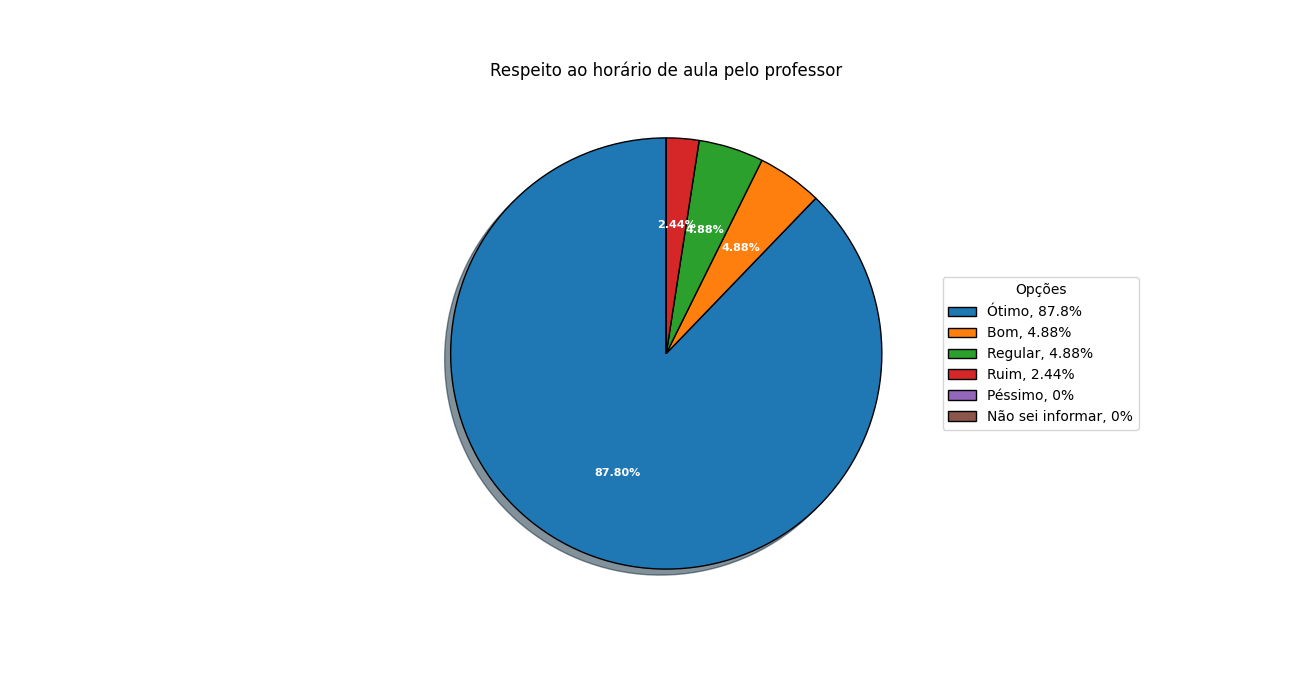 Respeito ao horário de aula pelo professor
2.44%
4.88%
4.88%
87.80%
Opções
Ótimo, 87.8%
Bom, 4.88%
Regular, 4.88%
Ruim, 2.44%
Péssimo, 0%
Não sei informar, 0%